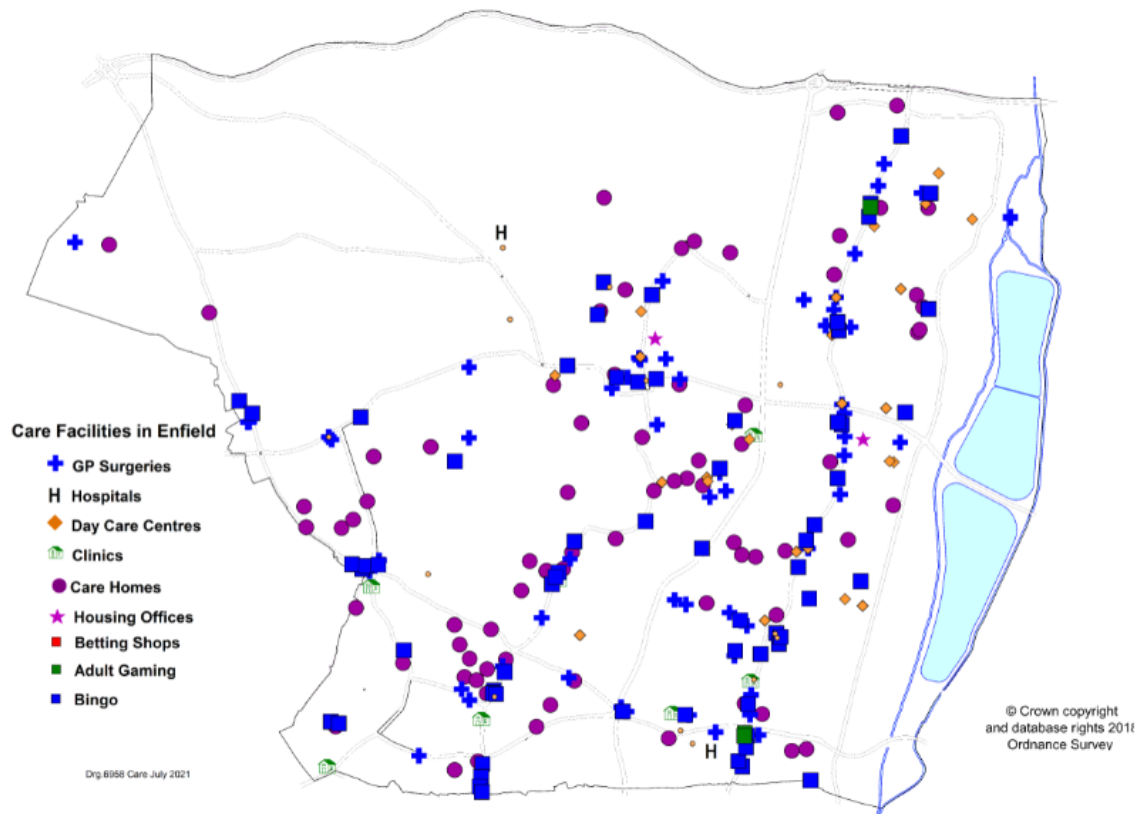 H
Care Facilities in Enfield
GP Surgeries
H Hospitals
Day Care Centres
Clinics
Care Homes
Housing Offices
Betting Shops
Adult Gaming
Bingo
© Crown copyright
and database rights 2018
Ordnance Survey
H
Drg.6958 Care July 2021